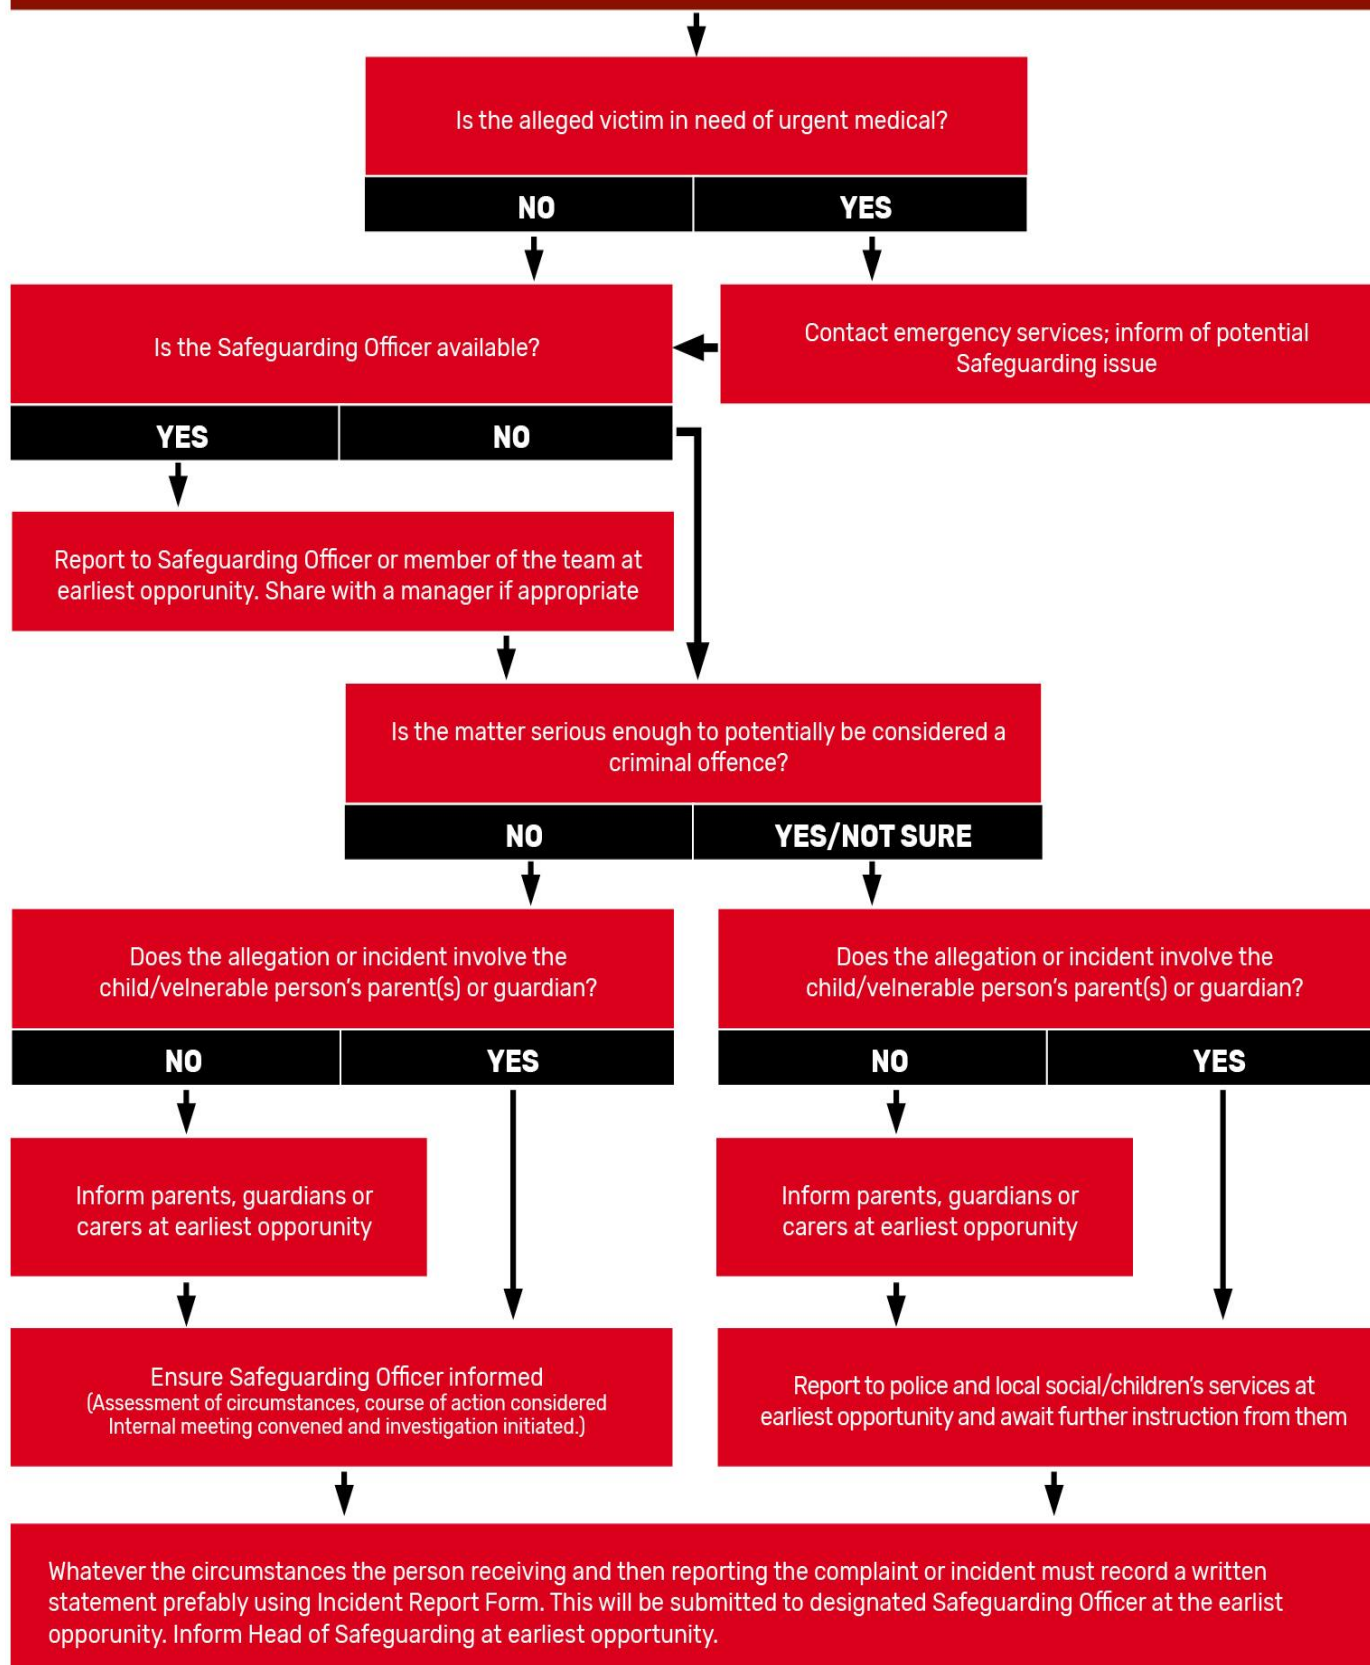 Is the alleged victim in need of urgent medical?
NO
YES
Is the Safeguarding Officer available?
Contact emergency services; inform of potential
Safeguarding issue
YES
NO
Report to Safeguarding Officer or member of the team at
earliest opporunity. Share with a manager if appropriate
Is the matter serious enough to potentially be considered a
criminal offence?
NO
YES/NOT SURE
Does the allegation or incident involve the
child/velnerable person's parent(s) or guardian?
NO
YES
Does the allegation or incident involve the
child/velnerable person's parent(s) or guardian?
NO
YES
Inform parents, guardians or
carers at earliest opporunity
Inform parents, guardians or
carers at earliest opporunity
Ensure Safeguarding Officer informed
(Assessment of circumstances, course of action considered
Internal meeting convened and investigation initiated.)
Report to police and local social/children's services at
earliest opportunity and await further instruction from them
Whatever the circumstances the person receiving and then reporting the complaint or incident must record a written
statement prefably using Incident Report Form. This will be submitted to designated Safeguarding Officer at the earlist
opporunity. Inform Head of Safeguarding at earliest opportunity.